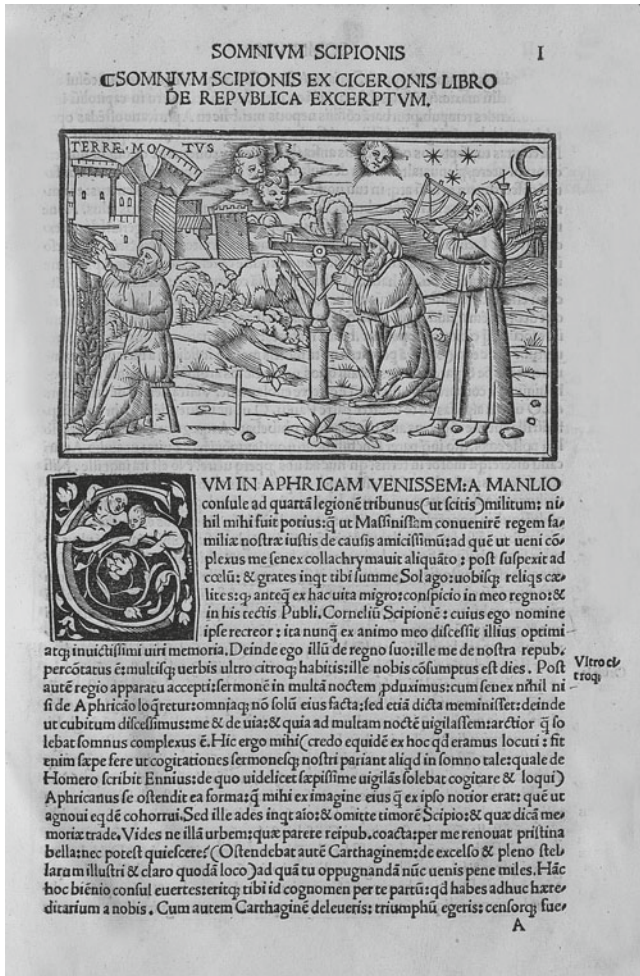 SOMNIVM SCIPIONIS I
⸿SOMNIVM SCIPIONIS EX CICERONIS LIBRO
DE REPVBLICA EXCERPTVM.
TERRÆ·MOTVS
CVM IN APHRICAM VENISSEM:A MANLIO
consule ad quartā legionē tribunus(ut scitis)militum: ni-
hil mihi fuit potius:q̄ ut Massinissam conuenirē regem fa-
miliæ nostræ iustis de causis amicissimū: ad quē ut ueni cō-
plexus me senex collachrymauit aliquāto : post suspexit ad
cœlū: & grates inqt tibi summe Sol ago: uobisq; reliqs cæ-
lites: q; anteq̄ ex hac uita migro: conspicio in meo regno: &
in his tectis Publi. Corneliū Scipionē : cuius ego nomine
ipse recreor : ita nunq̄ ex animo meo discessit illius optimi
atq; inuictissimi uiri memoria. Deinde ego illū de regno suo: ille me de nostra repub.
percōtatus ē: multisq; uerbis ultro citroq; habitis: ille nobis cōsumptus est dies. Post
Vltro ci-
troq;
autē regio apparatu accepti: sermonē in multā noctem ꝓduximus: cum senex nihil ni
si de Aphricāo loq̄retur: omniaq; nō solū eius facta: sed etiā dicta meminisset: deinde
ut cubitum discessimus: me & de uia: & quia ad multam noctē uigilassem: arctior q̄ so
lebat somnus complexus ē. Hic ergo mihi(credo equidē ex hoc qd eramus locuti : fit
enim sæpe fere ut cogitationes sermonesq; nostri pariant aliqd in somno tale: quale de
Homero scribit Ennius: de quo uidelicet sæpissime uigilās solebat cogitare & loqui)
Aphricanus se ostendit ea forma: q̄ mihi ex imagine eius q̄ ex ipso notior erat: quē ut
agnoui eqdē cohorrui. Sed ille ades inqt aio: & omitte timorē Scipio: & quæ dicā me-
moriæ trade. Vides ne illā urbem: quæ parere reipub. coacta: per me renouat pristina
bella: nec potest quiescere?(Ostendebat autē Carthaginem: de excelso & pleno stel-
larum illustri & claro quodā loco)ad quā tu oppugnandā nūc uenis pene miles. Hāc
hoc biēnio consul euertes: eritq; tibi id cognomen per te partū: qd habes adhuc hære-
ditarium a nobis. Cum autem Carthaginē deleueris: triumphū egeris: censorq; fue-
A